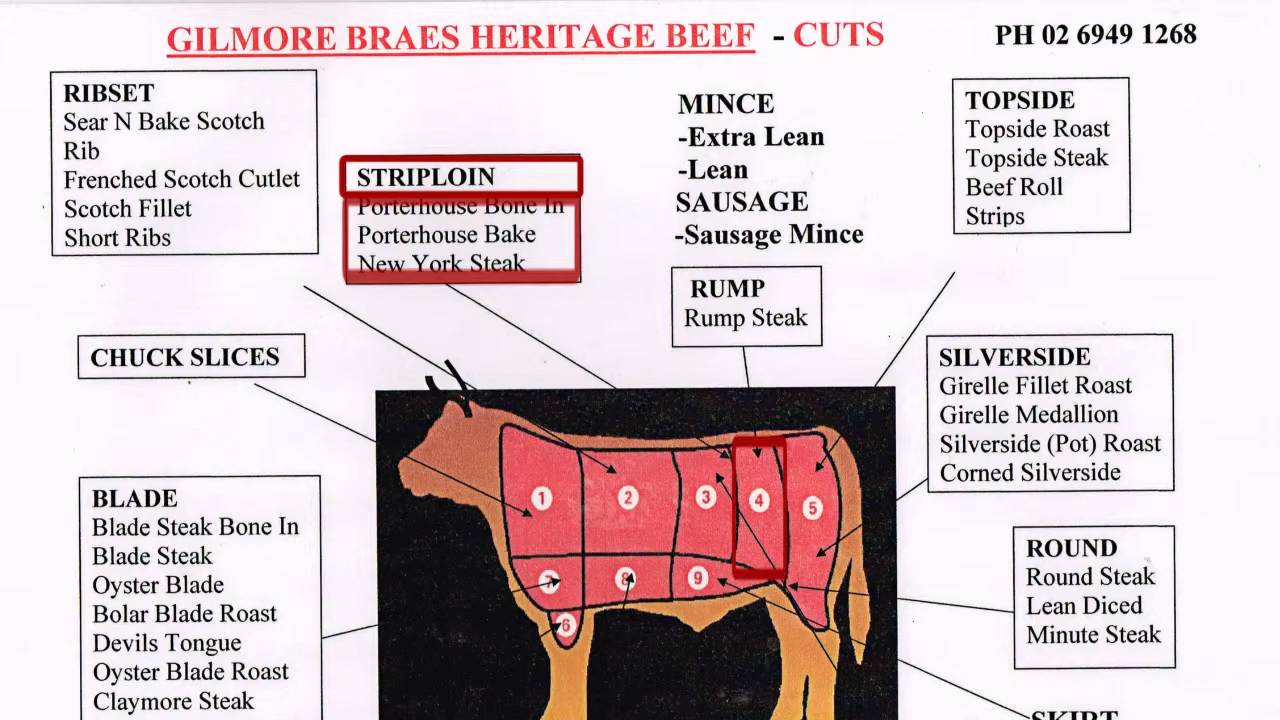 GILMORE BRAES HERITAGE BEEF - CUTS
PH 02 6949 1268
RIBSET
Sear N Bake Scotch
Rib
Frenched Scotch Cutlet
Scotch Fillet
Short Ribs
STRIPLOIN
Porterhouse Bone In
Porterhouse Bake
New York Steak
MINCE
-Extra Lean
-Lean
SAUSAGE
-Sausage Mince
RUMP
Rump Steak
TOPSIDE
Topside Roast
Topside Steak
Beef Roll
Strips
CHUCK SLICES
SILVERSIDE
Girelle Fillet Roast
Girelle Medallion
Silverside (Pot) Roast
Corned Silverside
BLADE
Blade Steak Bone In
Blade Steak
Oyster Blade
Bolar Blade Roast
Devils Tongue
Oyster Blade Roast
Claymore Steak
ROUND
Round Steak
Lean Diced
Minute Steak
SKIRT
1
2
3
4
5
7
8
9
6